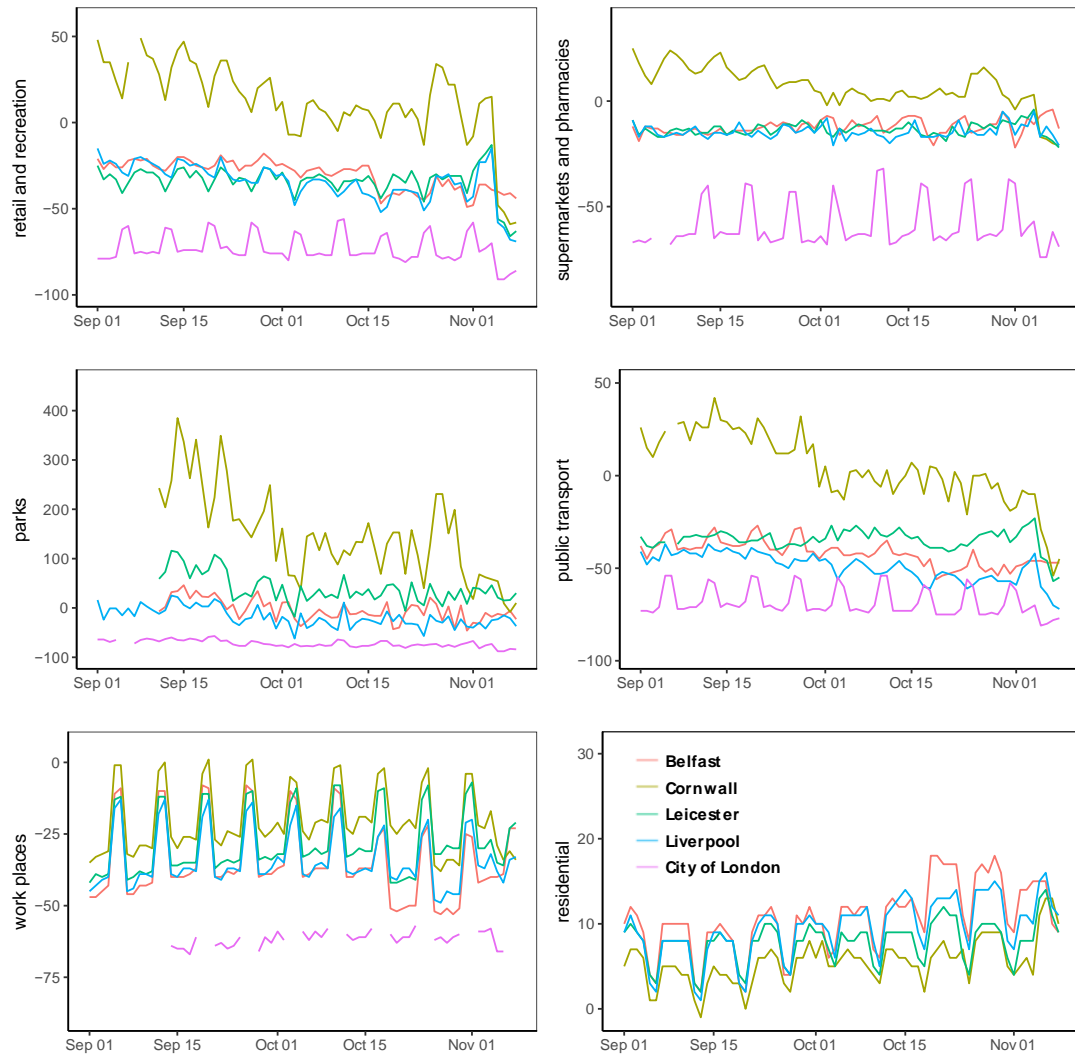 retail and recreation
50
0
−50
−100
Sep 01 Sep 15 Oct 01 Oct 15 Nov 01
supermarkets and pharmacies
0
−50
Sep 01 Sep 15 Oct 01 Oct 15 Nov 01
parks
400
300
200
100
0
−100
Sep 01 Sep 15 Oct 01 Oct 15 Nov 01
public transport
50
0
−50
−100
Sep 01 Sep 15 Oct 01 Oct 15 Nov 01
work places
0
−25
−50
−75
Sep 01 Sep 15 Oct 01 Oct 15 Nov 01
residential
30
20
10
0
Belfast
Cornwall
Leicester
Liverpool
City of London
Sep 01 Sep 15 Oct 01 Oct 15 Nov 01